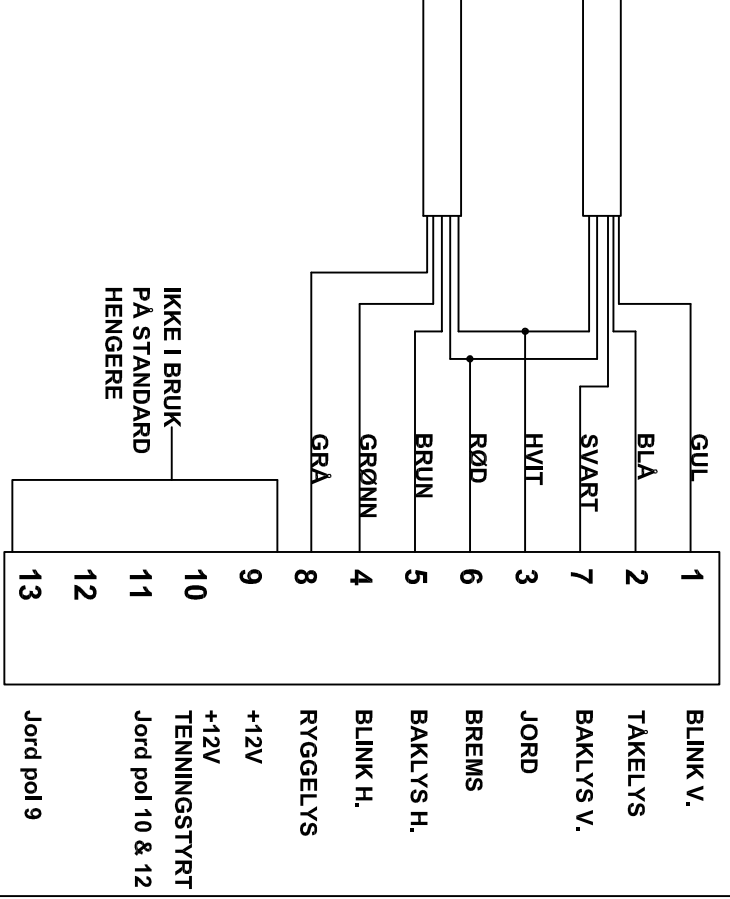 GUL
BLÅ
SVART
HVIT
RØD
BRUN
GRØNN
GRÅ
IKKE I BRUK
PÅ STANDARD
HENGERE
1
2
7
3
6
5
4
8
9
10
11
12
13
BLINK V.
TÅKELYS
BAKLYS V.
JORD
BREMS
BAKLYS H.
BLINK H.
RYGGELYS
+12V
+12V
TENNINGSTYRT
Jord pol 10 & 12
Jord pol 9